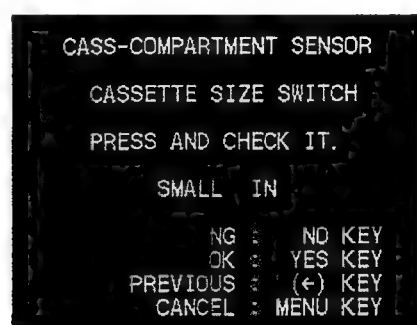 CASS-COMPARTMENT SENSOR
CASSETTE SIZE SWITCH
PRESS AND CHECK IT.
SMALL IN
NG : NO KEY
OK : YES KEY
PREVIOUS : (←) KEY
CANCEL : MENU KEY